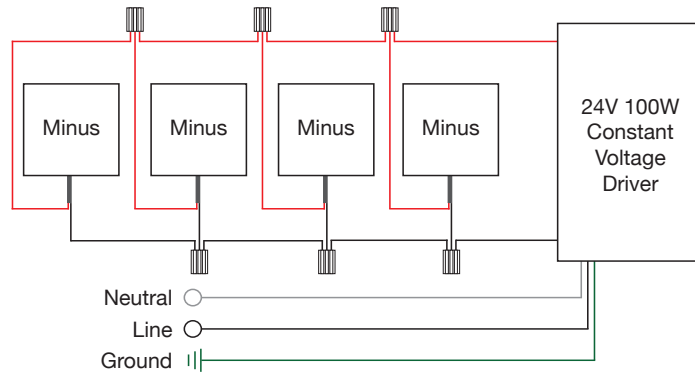 Minus
Minus
Minus
Minus
24V 100W
Constant
Voltage
Driver
Neutral
Line
Ground